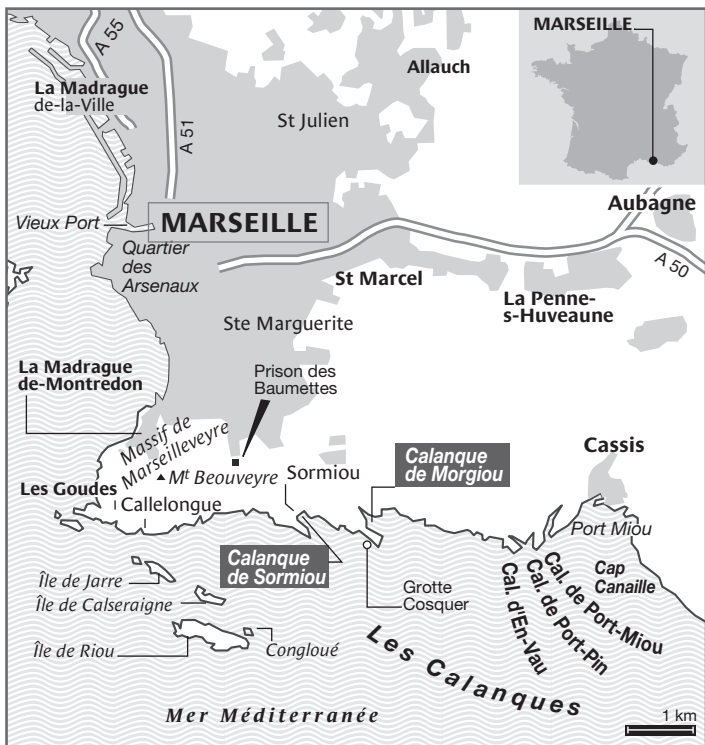 A 55
MARSEILLE
Allauch
La Madrague
de-la-Ville
A 51
St Julien
Aubagne
Vieux Port
MARSEILLE
Quartier
des
Arsenaux
St Marcel
A 50
La Penne-
s-Huveaune
Ste Marguerite
La Madrague
de-Montredon
Prison des
Baumettes
Massif de
Marseilleveyre
Mt Beouveyre
Sormiou
Calanque
de Morgiou
Cassis
Les Goudes
Callelongue
Port Miou
Calanque
de Sormiou
Île de Jarre
Île de Calseraigne
Grotte
Cosquer
Cap
Canaille
Cal. d'En-Vau
Cal. de Port-Pin
Cal. de Port-Miou
Île de Riou
Congloué
Les Calanques
Mer Méditerranée
1 km